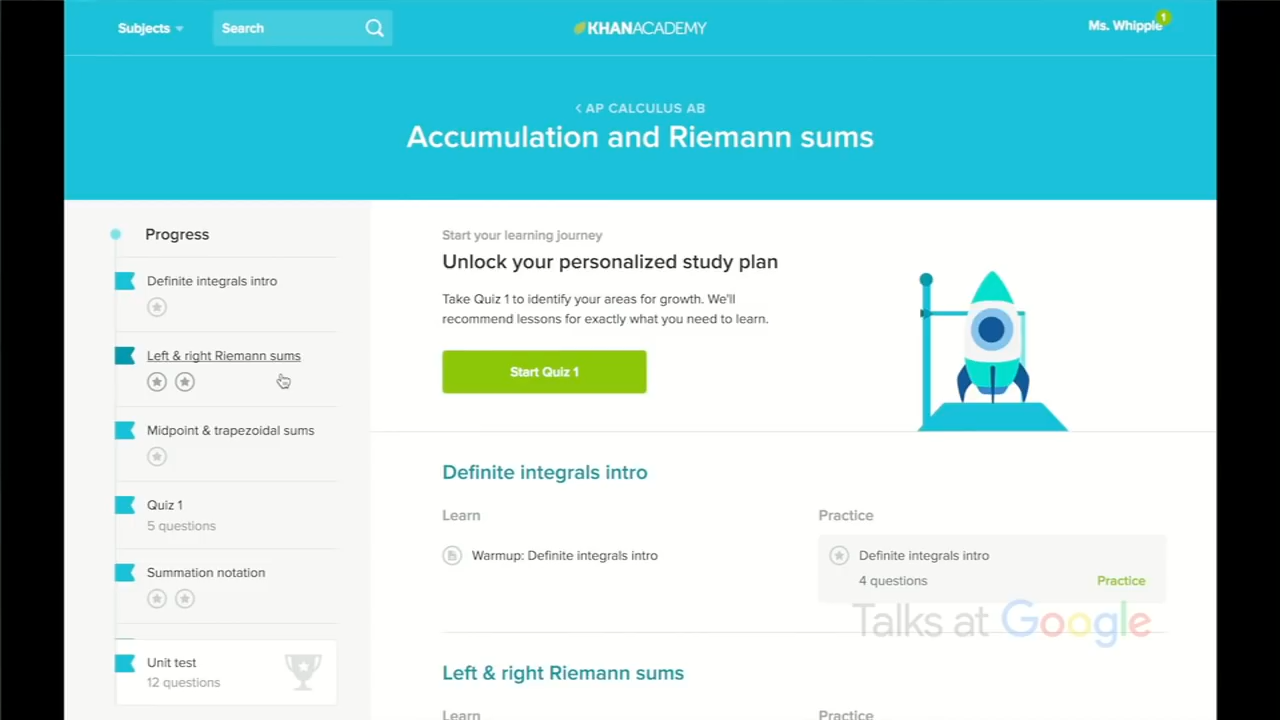 Subjects
Search
KHANACADEMY
Ms. Whipple
1
< AP CALCULUS AB
Accumulation and Riemann sums
Progress
Definite integrals intro
Left & right Riemann sums
Midpoint & trapezoidal sums
Quiz 1
5 questions
Summation notation
Unit test
12 questions
Start your learning journey
Unlock your personalized study plan
Take Quiz 1 to identify your areas for growth. We'll
recommend lessons for exactly what you need to learn.
Start Quiz 1
Definite integrals intro
Learn
Practice
Warmup: Definite integrals intro
Definite integrals intro
4 questions
Practice
Talks at Google
Left & right Riemann sums
Learn
Practice